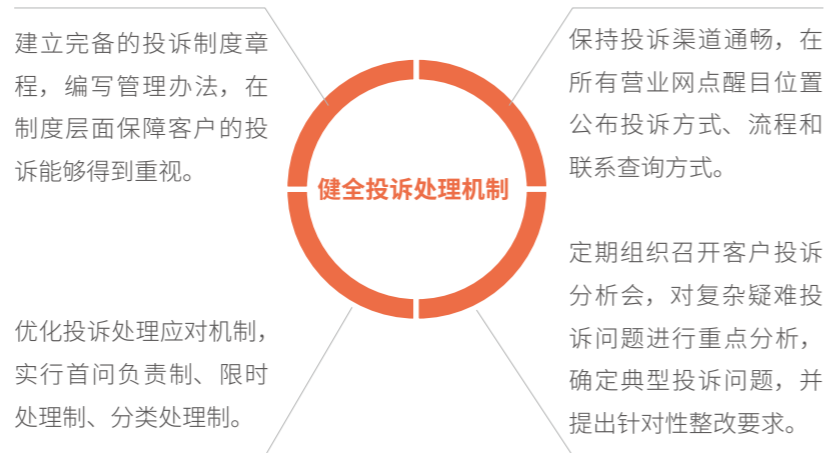 建立完备的投诉制度章
程，编写管理办法，在
制度层面保障客户的投
诉能够得到重视。
保持投诉渠道通畅，在
所有营业网点醒目位置
公布投诉方式、流程和
联系查询方式。
健全投诉处理机制
优化投诉处理应对机制，
实行首问负责制、限时
处理制、分类处理制。
定期组织召开客户投诉
分析会，对复杂疑难投
诉问题进行重点分析，
确定典型投诉问题，并
提出针对性整改要求。